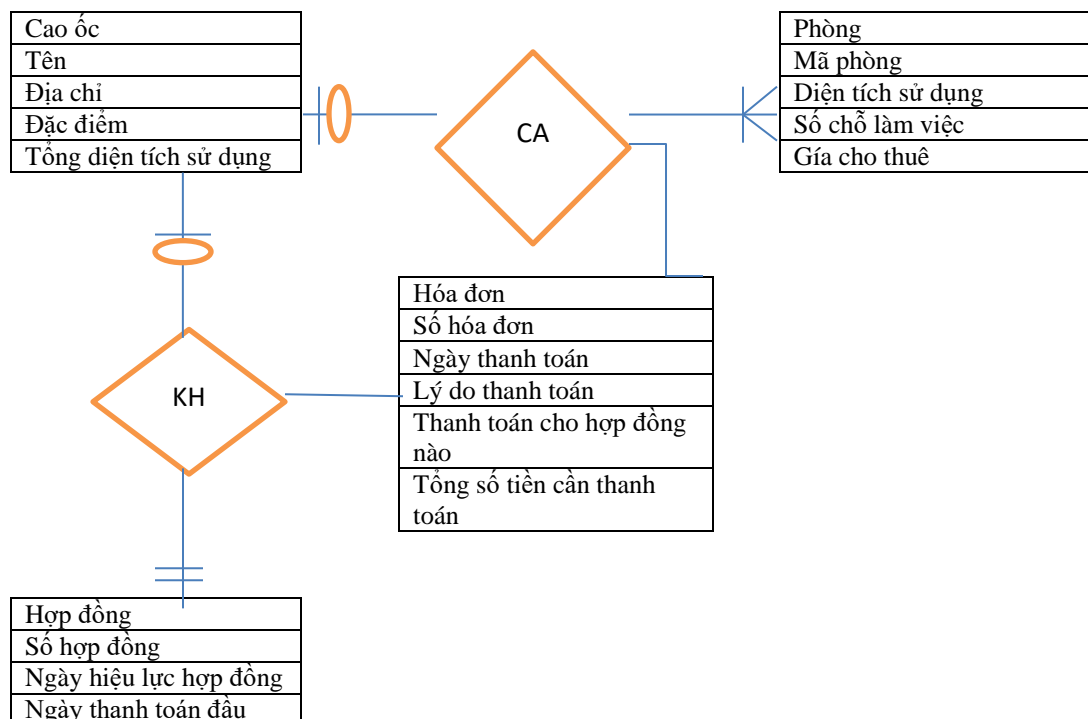 Cao ốc
Tên
Địa chỉ
Đặc điểm
Tổng diện tích sử dụng
CA
Phòng
Mã phòng
Diện tích sử dụng
Số chỗ làm việc
Gía cho thuê
KH
Hóa đơn
Số hóa đơn
Ngày thanh toán
Lý do thanh toán
Thanh toán cho hợp đồng
nào
Tổng số tiền cần thanh
toán
Hợp đồng
Số hợp đồng
Ngày hiệu lực hợp đồng
Ngày thanh toán đầu